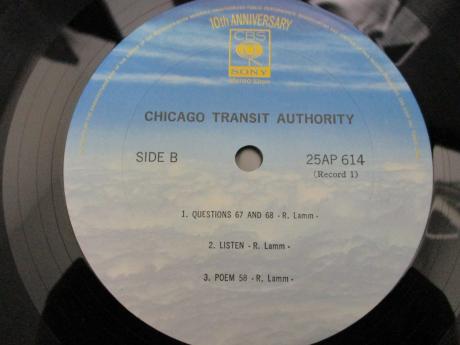 10th ANNIVERSARY
CBS
SONY
CHICAGO TRANSIT AUTHORITY
SIDE B
25AP 614
(Record 1)
1. QUESTIONS 67 AND 68 - R. Lamm -
2. LISTEN - R. Lamm -
3. POEM 58 - R. Lamm -